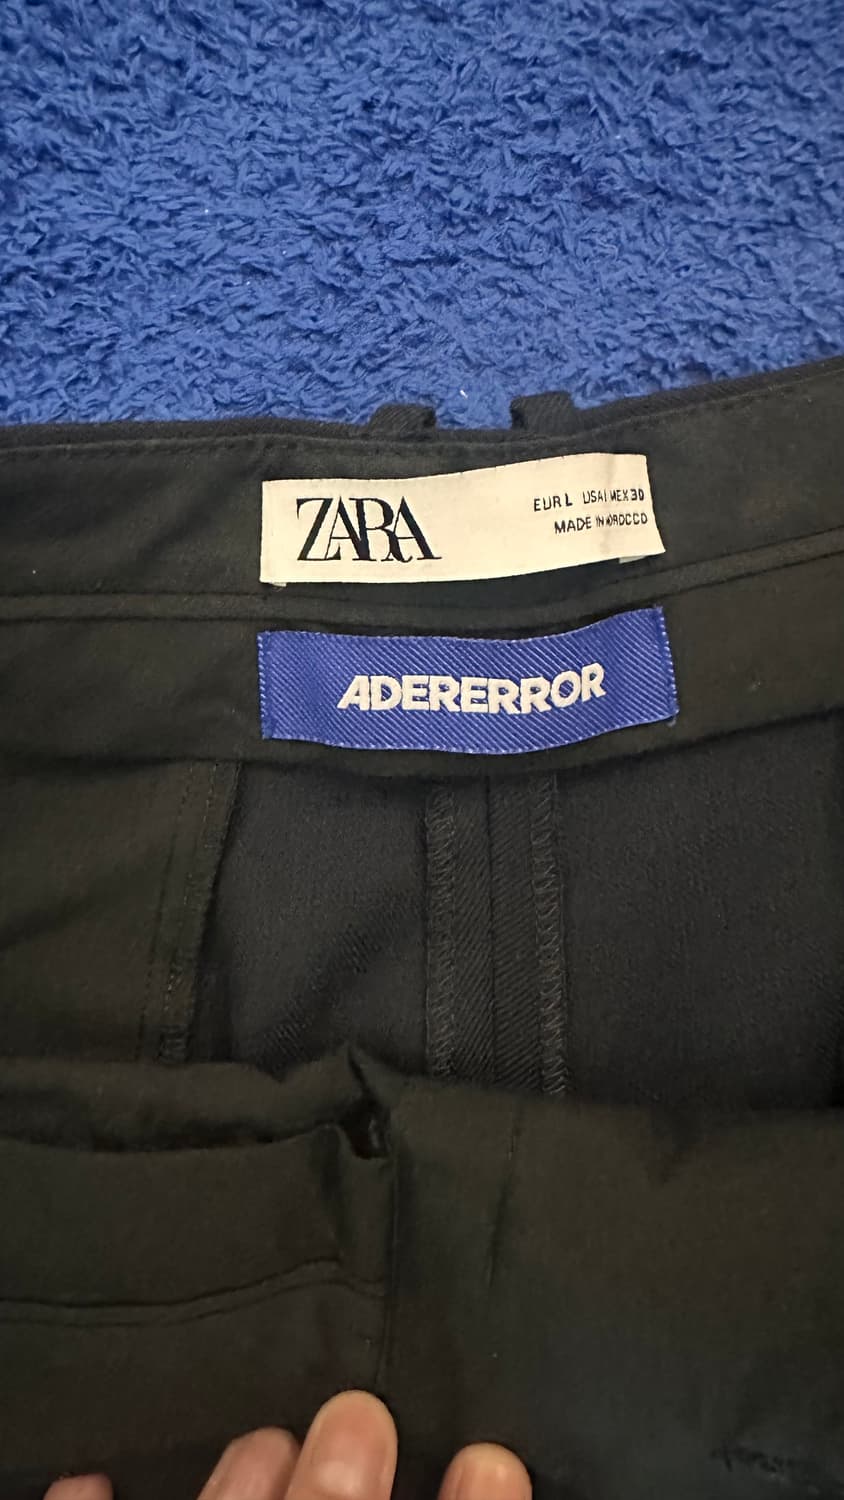 ZARA
EUR L USA L MEX 30
MADE IN MOROCCO
ADERERROR